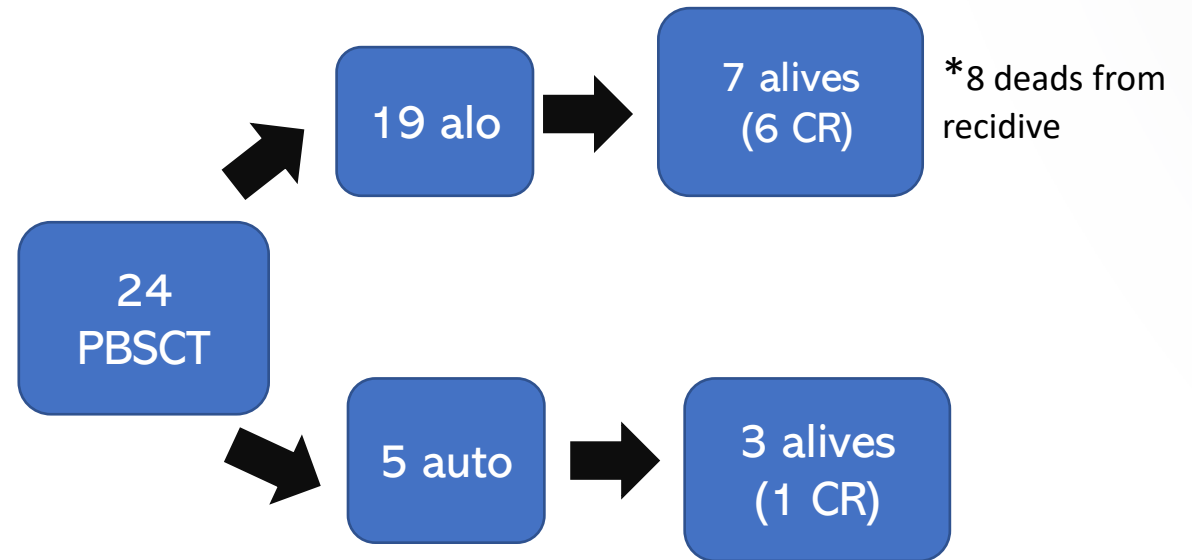 24
PBSCT
19 alo
7 alives
(6 CR)
*8 deads from
recidive
5 auto
3 alives
(1 CR)